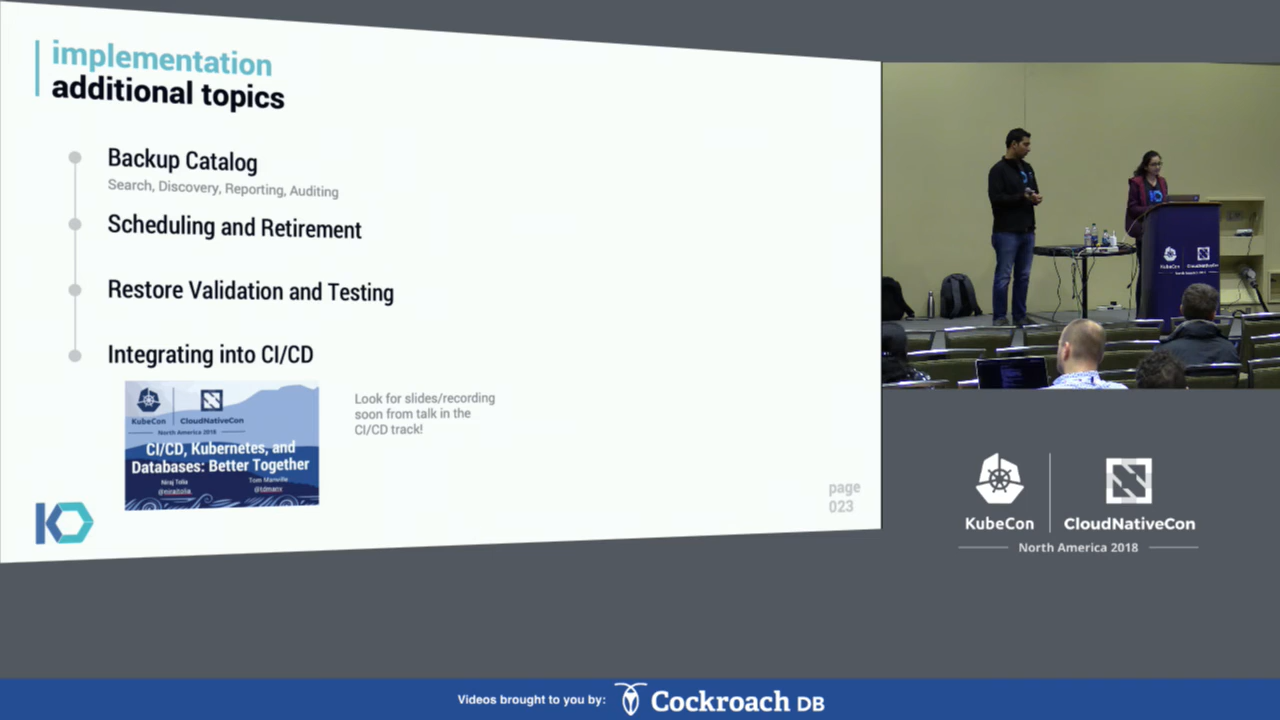 implementation
additional topics
Backup Catalog
Search, Discovery, Reporting, Auditing
Scheduling and Retirement
Restore Validation and Testing
Integrating into CI/CD
KubeCon
CloudNativeCon
North America 2018
CI/CD, Kubernetes, and
Databases: Better Together
Niraj Tolia
Tom Manville
@nirajtolia
@tdmanv
Look for slides/recording
soon from talk in the
CI/CD track!
page
023
KubeCon
CloudNativeCon
KubeCon
CloudNativeCon
North America 2018
Videos brought to you by:
Cockroach DB